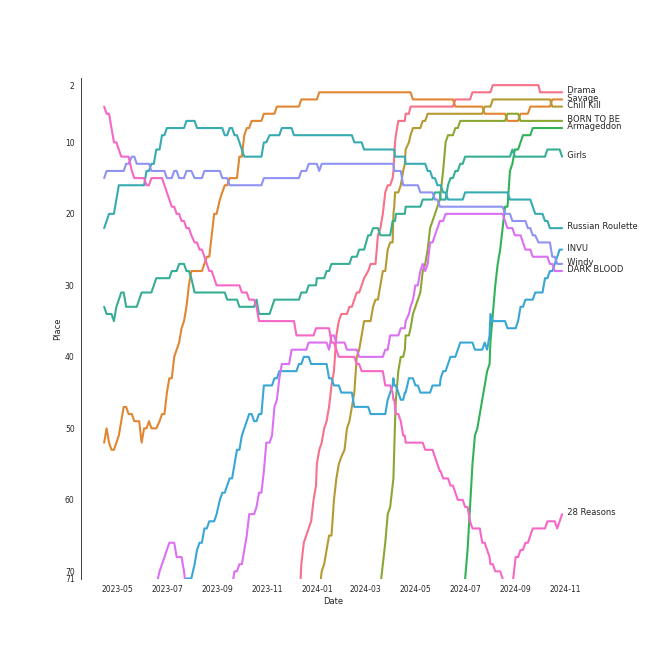 2
Drama
Savage
Chill Kill
BORN TO BE
Armageddon
10
Girls
20
Russian Roulette
INVU
Windy
DARK BLOOD
30
Place
40
50
60
28 Reasons
70
71
2023-05 2023-07 2023-09 2023-11 2024-01 2024-03 2024-05 2024-07 2024-09 2024-11
Date